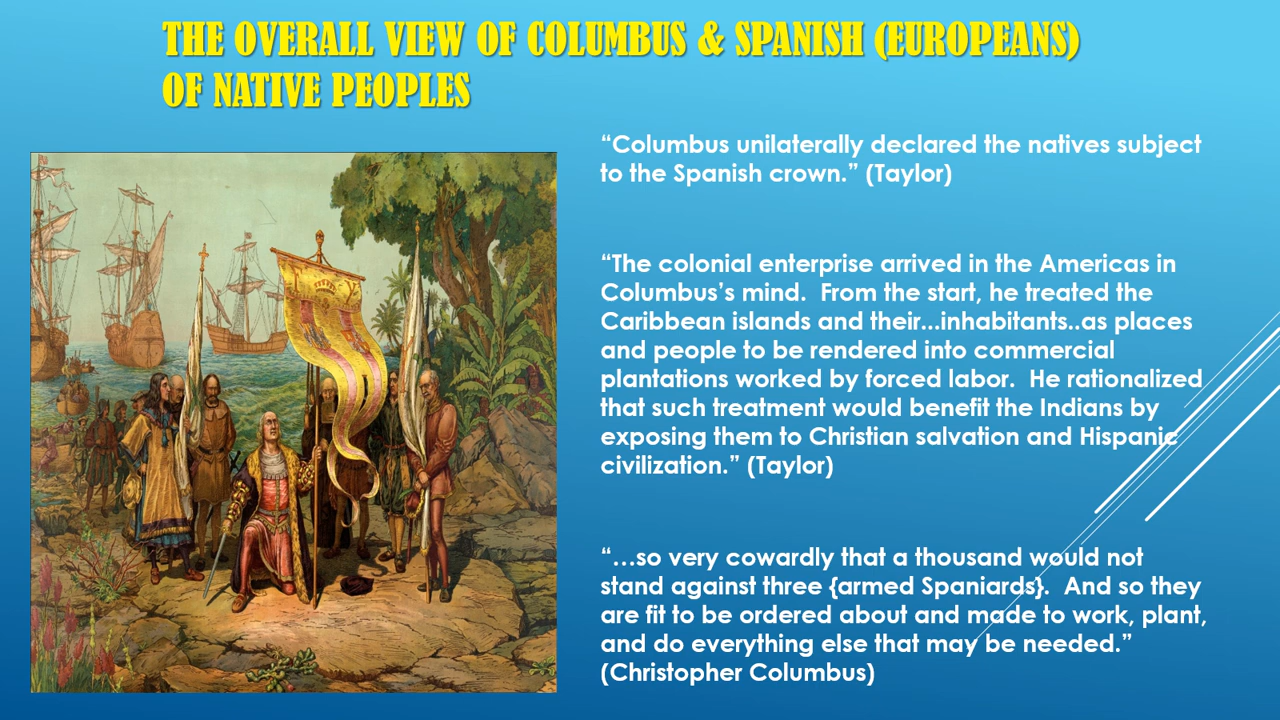 THE OVERALL VIEW OF COLUMBUS & SPANISH (EUROPEANS)
OF NATIVE PEOPLES
“Columbus unilaterally declared the natives subject
to the Spanish crown.” (Taylor)
“The colonial enterprise arrived in the Americas in
Columbus’s mind.  From the start, he treated the
Caribbean islands and their...inhabitants..as places
and people to be rendered into commercial
plantations worked by forced labor.  He rationalized
that such treatment would benefit the Indians by
exposing them to Christian salvation and Hispanic
civilization.” (Taylor)
“…so very cowardly that a thousand would not
stand against three {armed Spaniards}.  And so they
are fit to be ordered about and made to work, plant,
and do everything else that may be needed.”
(Christopher Columbus)